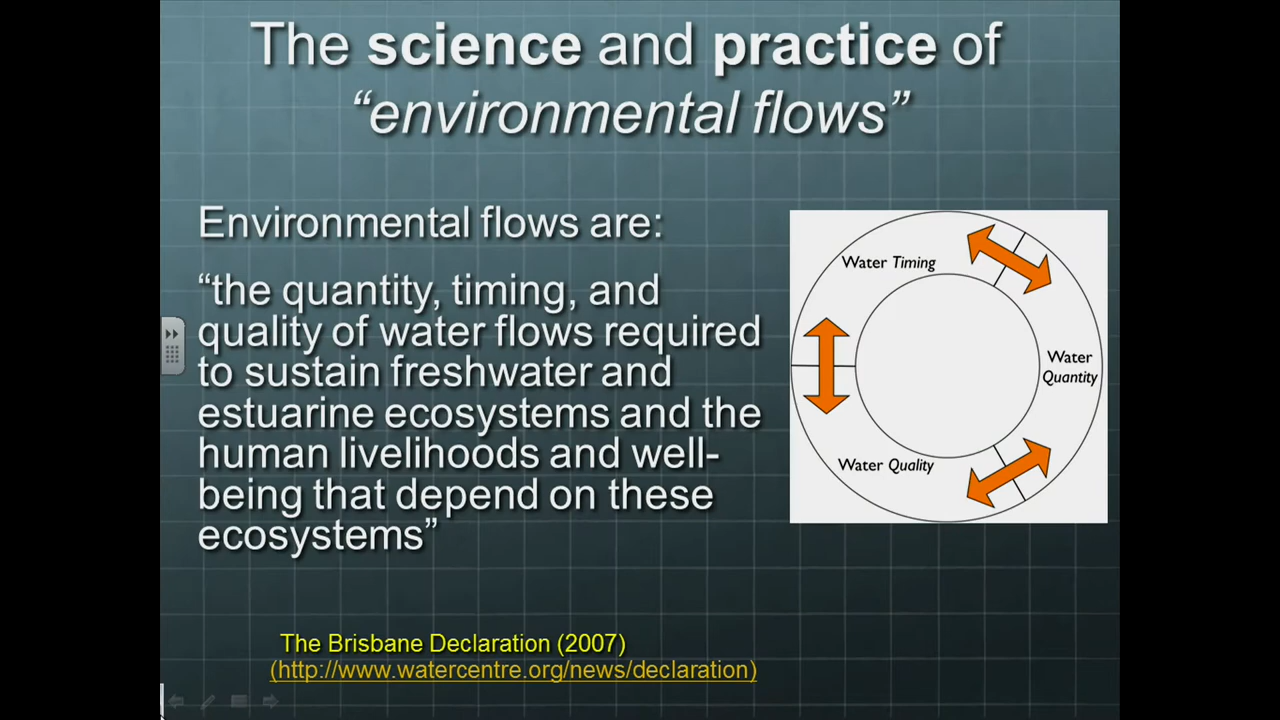 The science and practice of
“environmental flows”
Environmental flows are:
“the quantity, timing, and
quality of water flows required
to sustain freshwater and
estuarine ecosystems and the
human livelihoods and well-
being that depend on these
ecosystems”
Water Timing
Water
Quantity
Water Quality
The Brisbane Declaration (2007)
(http://www.watercentre.org/news/declaration)